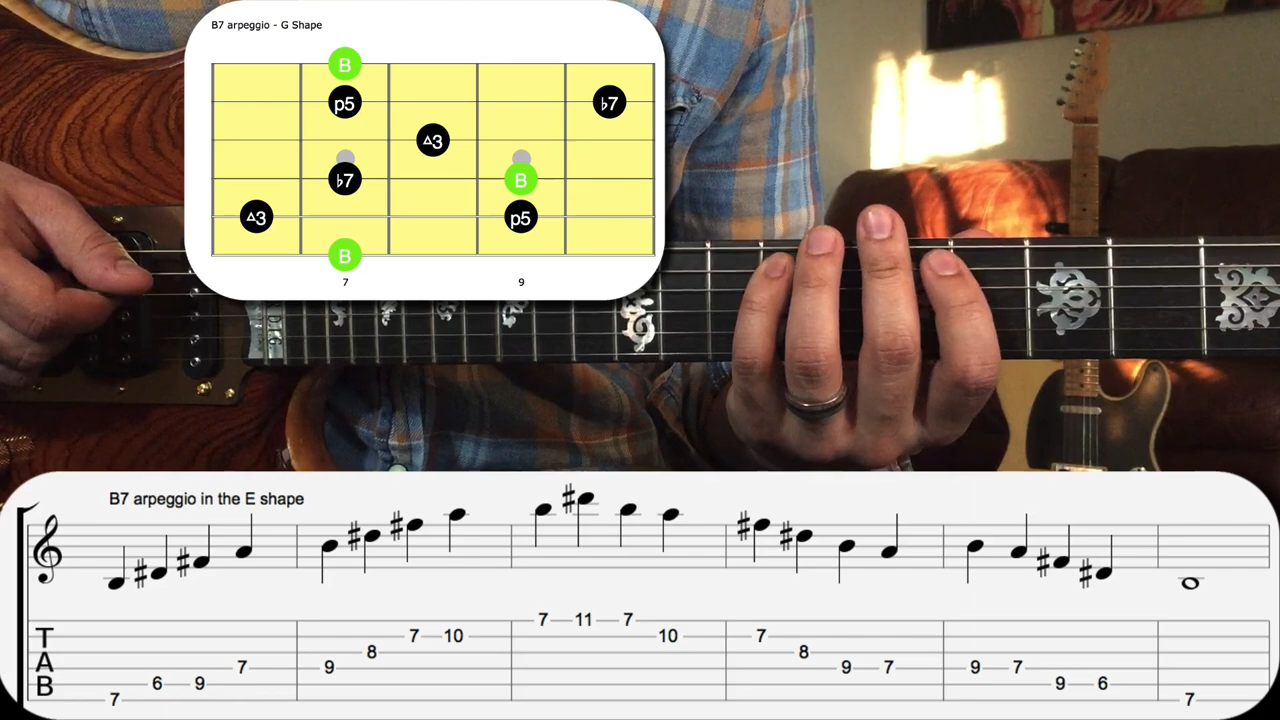 B7 arpeggio - G Shape
B
p5 ♭7
Δ3
♭7 B
Δ3 p5
B
7 9
B7 arpeggio in the E shape
7 11 7
7 10 10 7
8 8
T
A
B
7 9 9 7 9 7
6 9 9 6
7 7